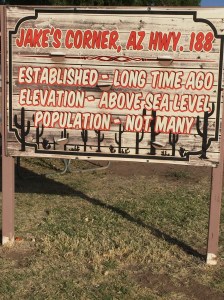 JAKE'S CORNER, AZ HWY. 188
ESTABLISHED - LONG TIME AGO
ELEVATION - ABOVE SEA LEVEL
POPULATION - NOT MANY